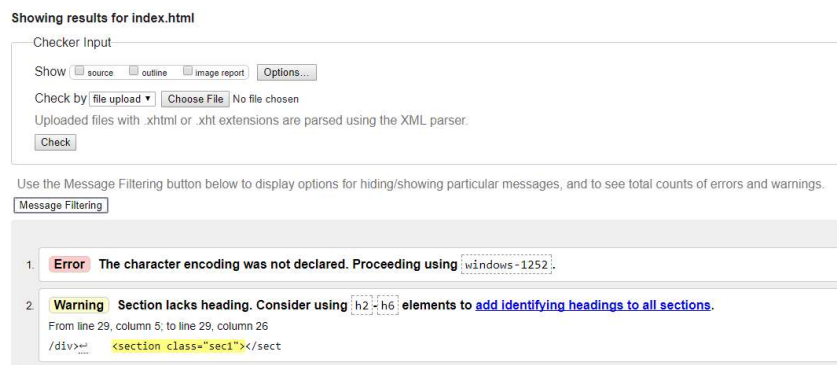 Showing results for index.html
Checker Input
Show source outline image report Options...
Check by file upload ▼ Choose File No file chosen
Uploaded files with .xhtml or .xht extensions are parsed using the XML parser.
Check
Use the Message Filtering button below to display options for hiding/showing particular messages, and to see total counts of errors and warnings.
Message Filtering
1. Error The character encoding was not declared. Proceeding using windows-1252.
2. Warning Section lacks heading. Consider using h2-h6 elements to add identifying headings to all sections.
From line 29, column 5; to line 29, column 26
/div>↩ <section class="sec1"></sect